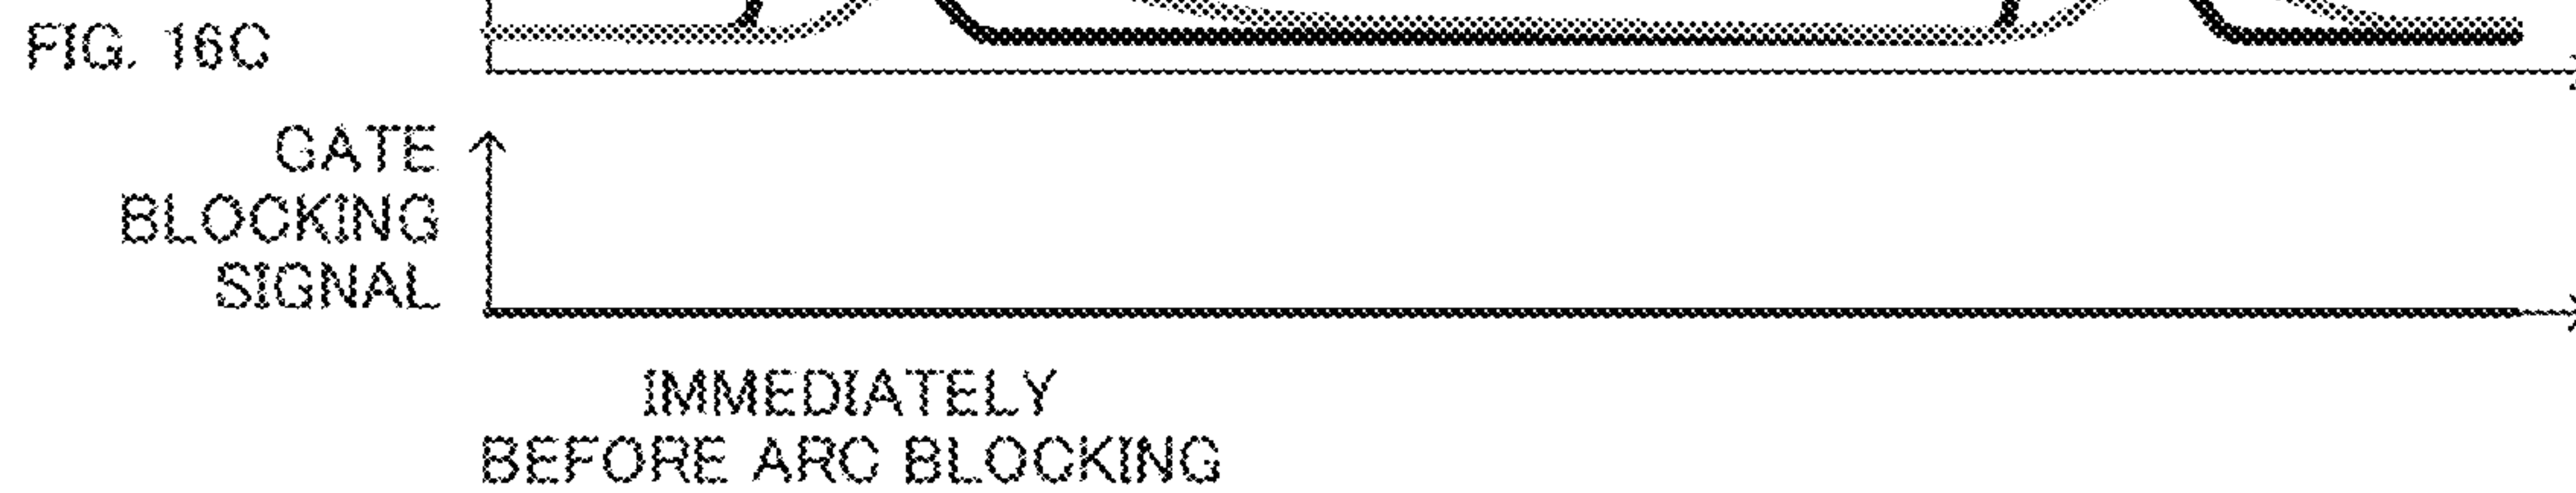 FIG. 16C
GATE
BLOCKING
SIGNAL
IMMEDIATELY
BEFORE ARC BLOCKING